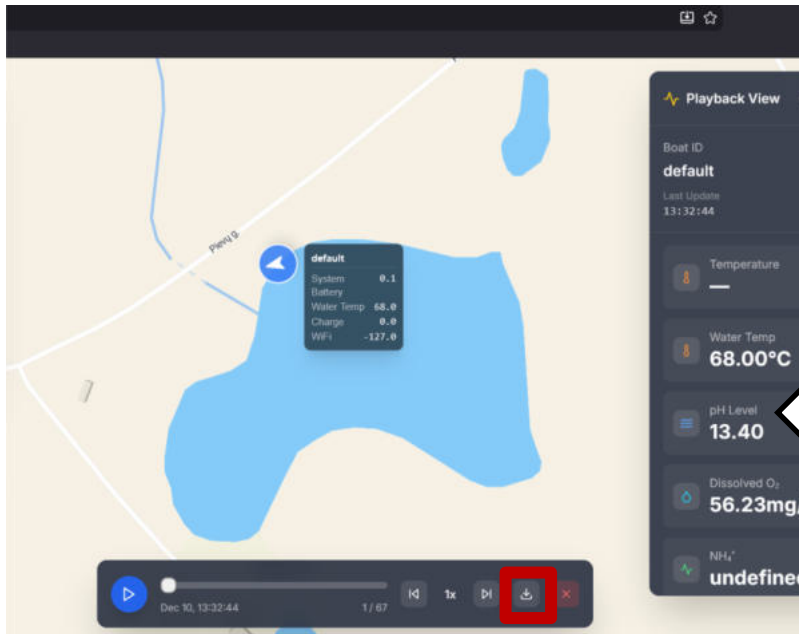 Playback View
Boat ID
default
Last Update
13:32:44
Pievų g.
default
System Battery 0.1
Water Temp 68.0
Charge 0.0
WiFi -127.0
Temperature
—
Water Temp
68.00°C
pH Level
13.40
Dissolved O₂
56.23mg/
NH₄⁺
undefined
Dec 10, 13:32:44
1 / 67
1x